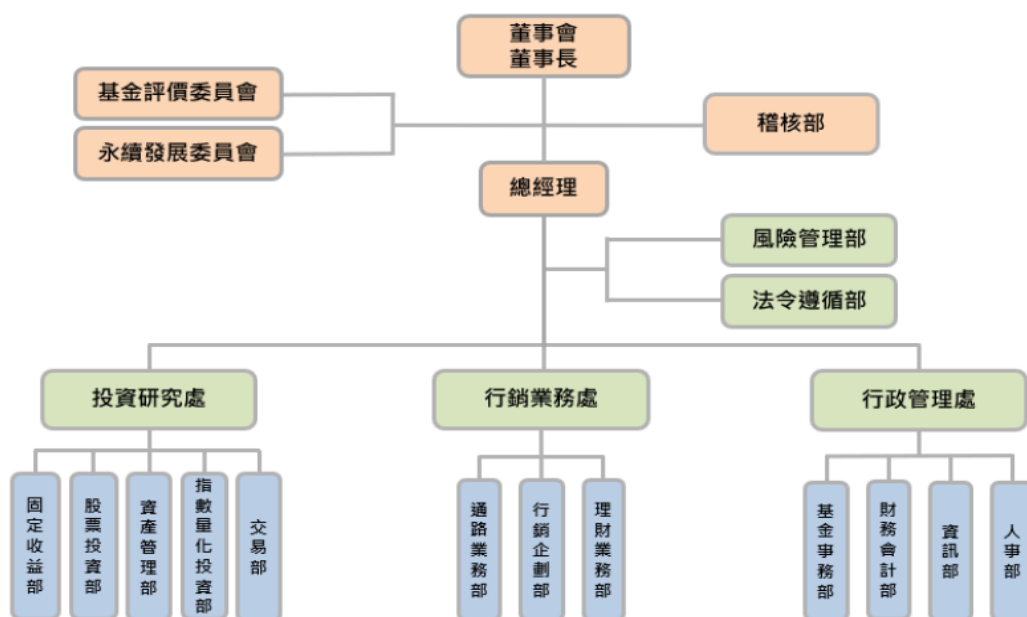 董事會
董事長
基金評價委員會
永續發展委員會
稽核部
總經理
風險管理部
法令遵循部
投資研究處
行銷業務處
行政管理處
固定收益部
股票投資部
資產管理部
指數量化投資部
交易部
通路業務部
行銷企劃部
理財業務部
基金事務部
財務會計部
資訊部
人事部